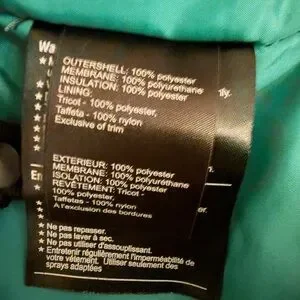 Wa
OUTERSHELL: 100% polyester
MEMBRANE: 100% polyurethane
INSULATION: 100% polyester
LINING:
Tricot - 100% polyester
Taffeta - 100% nylon
Exclusive of trim
EXTERIEUR: 100% polyester
MEMBRANE: 100% polyuréthane
ISOLATION: 100% polyester
REVÊTEMENT: Tricot -
100% polyester,
Taffetas - 100% nylon
A l'exclusion des bordures
★ Ne pas repasser.
★ Ne pas laver à sec.
★ Ne pas utiliser d'assouplissant.
★ Entretenir régulièrement l'imperméabilité de
votre vêtement. Utiliser seulement des
sprays adaptées